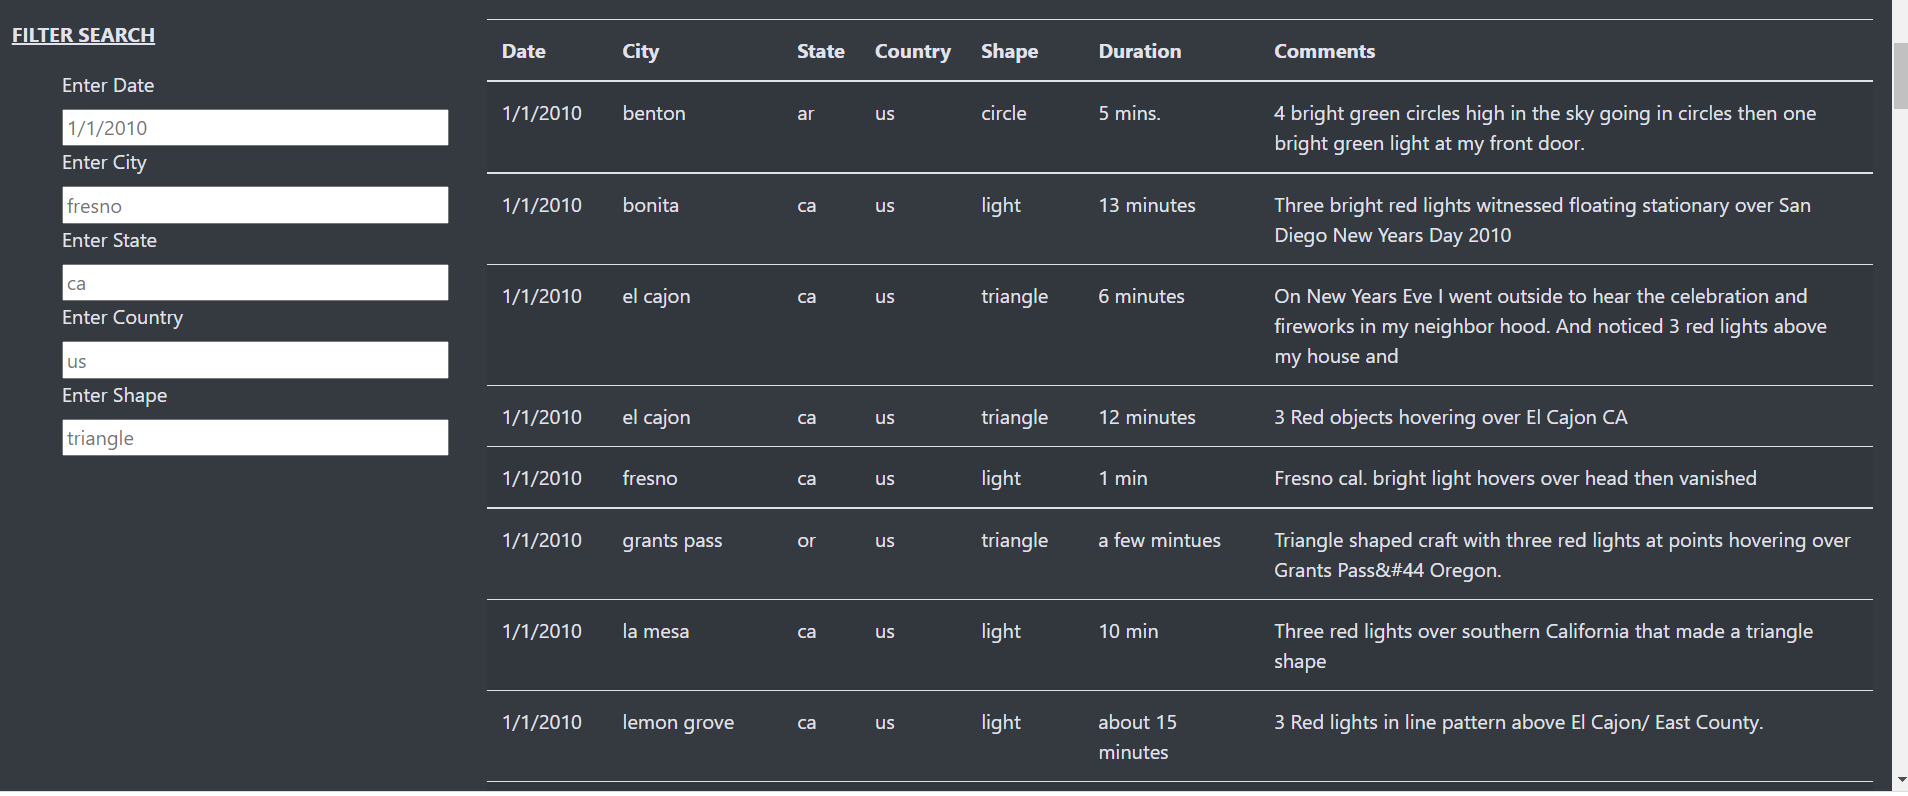 FILTER SEARCH
Enter Date
1/1/2010
Enter City
fresno
Enter State
ca
Enter Country
us
Enter Shape
triangle
Date City State Country Shape Duration Comments
1/1/2010 benton ar us circle 5 mins. 4 bright green circles high in the sky going in circles then one
bright green light at my front door.
1/1/2010 bonita ca us light 13 minutes Three bright red lights witnessed floating stationary over San
Diego New Years Day 2010
1/1/2010 el cajon ca us triangle 6 minutes On New Years Eve I went outside to hear the celebration and
fireworks in my neighbor hood. And noticed 3 red lights above
my house and
1/1/2010 el cajon ca us triangle 12 minutes 3 Red objects hovering over El Cajon CA
1/1/2010 fresno ca us light 1 min Fresno cal. bright light hovers over head then vanished
1/1/2010 grants pass or us triangle a few mintues Triangle shaped craft with three red lights at points hovering over
Grants Pass&#44 Oregon.
1/1/2010 la mesa ca us light 10 min Three red lights over southern California that made a triangle
shape
1/1/2010 lemon grove ca us light about 15 3 Red lights in line pattern above El Cajon/ East County.
minutes